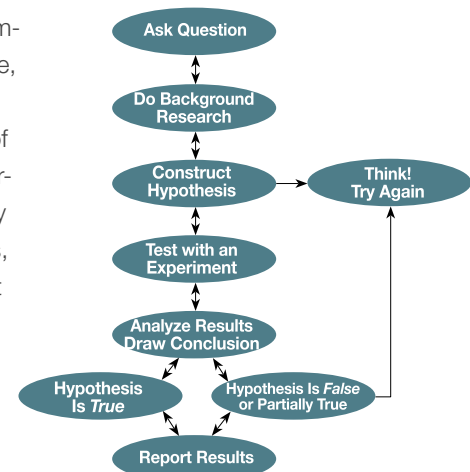 Ask Question
Do Background
Research
Construct
Hypothesis
Think!
Try Again
Test with an
Experiment
Analyze Results
Draw Conclusion
Hypothesis
Is True
Hypothesis Is False
or Partially True
Report Results